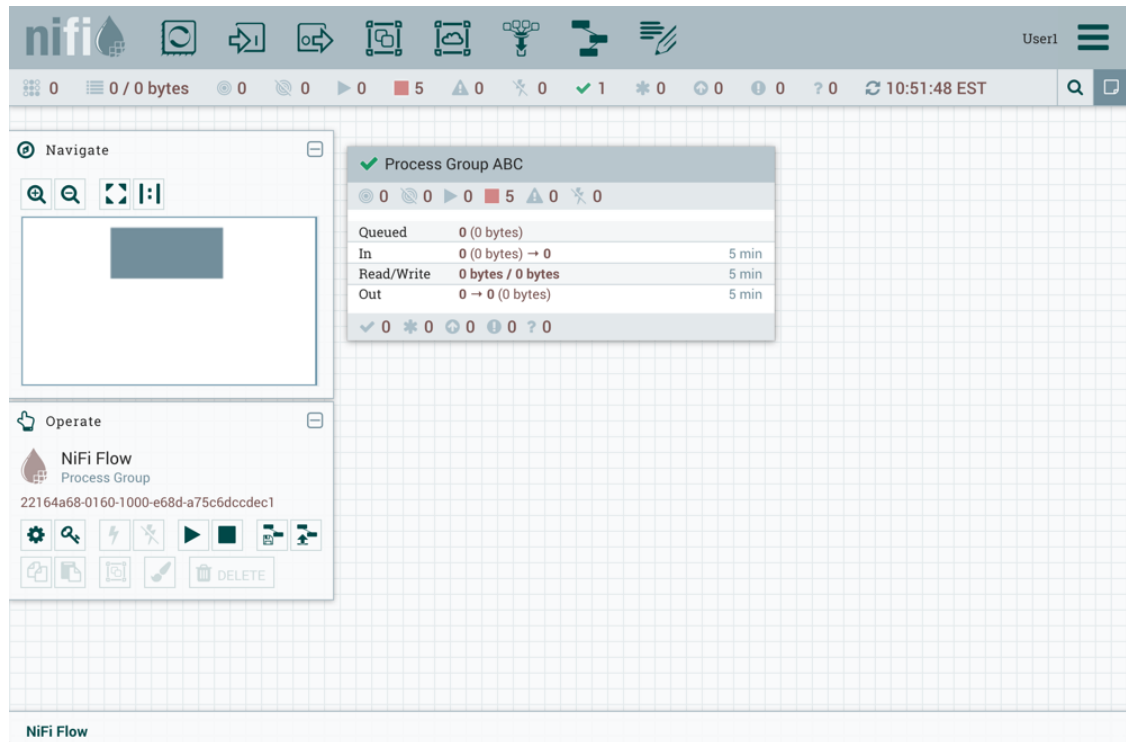 nifi
User1
0 0 / 0 bytes 0 0 0 5 0 0 1 0 0 0 ? 0 10:51:48 EST
Navigate
Process Group ABC
0 0 0 5 0 0
Queued 0 (0 bytes)
In 0 (0 bytes) → 0 5 min
Read/Write 0 bytes / 0 bytes 5 min
Out 0 → 0 (0 bytes) 5 min
0 0 0 0 ? 0
Operate
NiFi Flow
Process Group
22164a68-0160-1000-e68d-a75c6dccdec1
DELETE
NiFi Flow